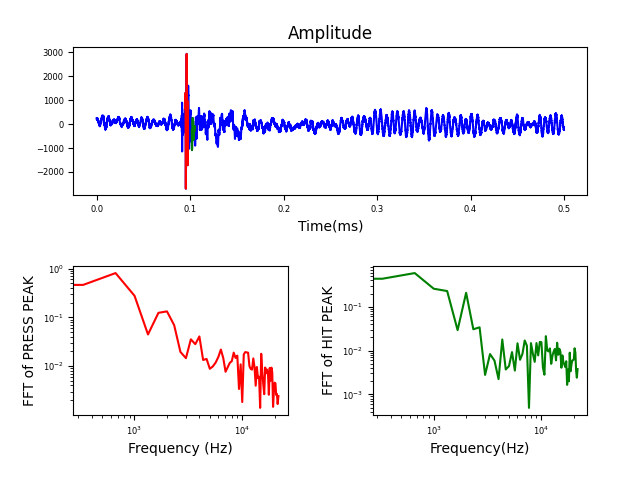 Amplitude
3000
2000
1000
0
−1000
−2000
0.0 0.1 0.2 0.3 0.4 0.5
Time(ms)
FFT of PRESS PEAK
10⁰
10⁻¹
10⁻²
10³ 10⁴
Frequency (Hz)
FFT of HIT PEAK
10⁻¹
10⁻²
10⁻³
10³ 10⁴
Frequency(Hz)